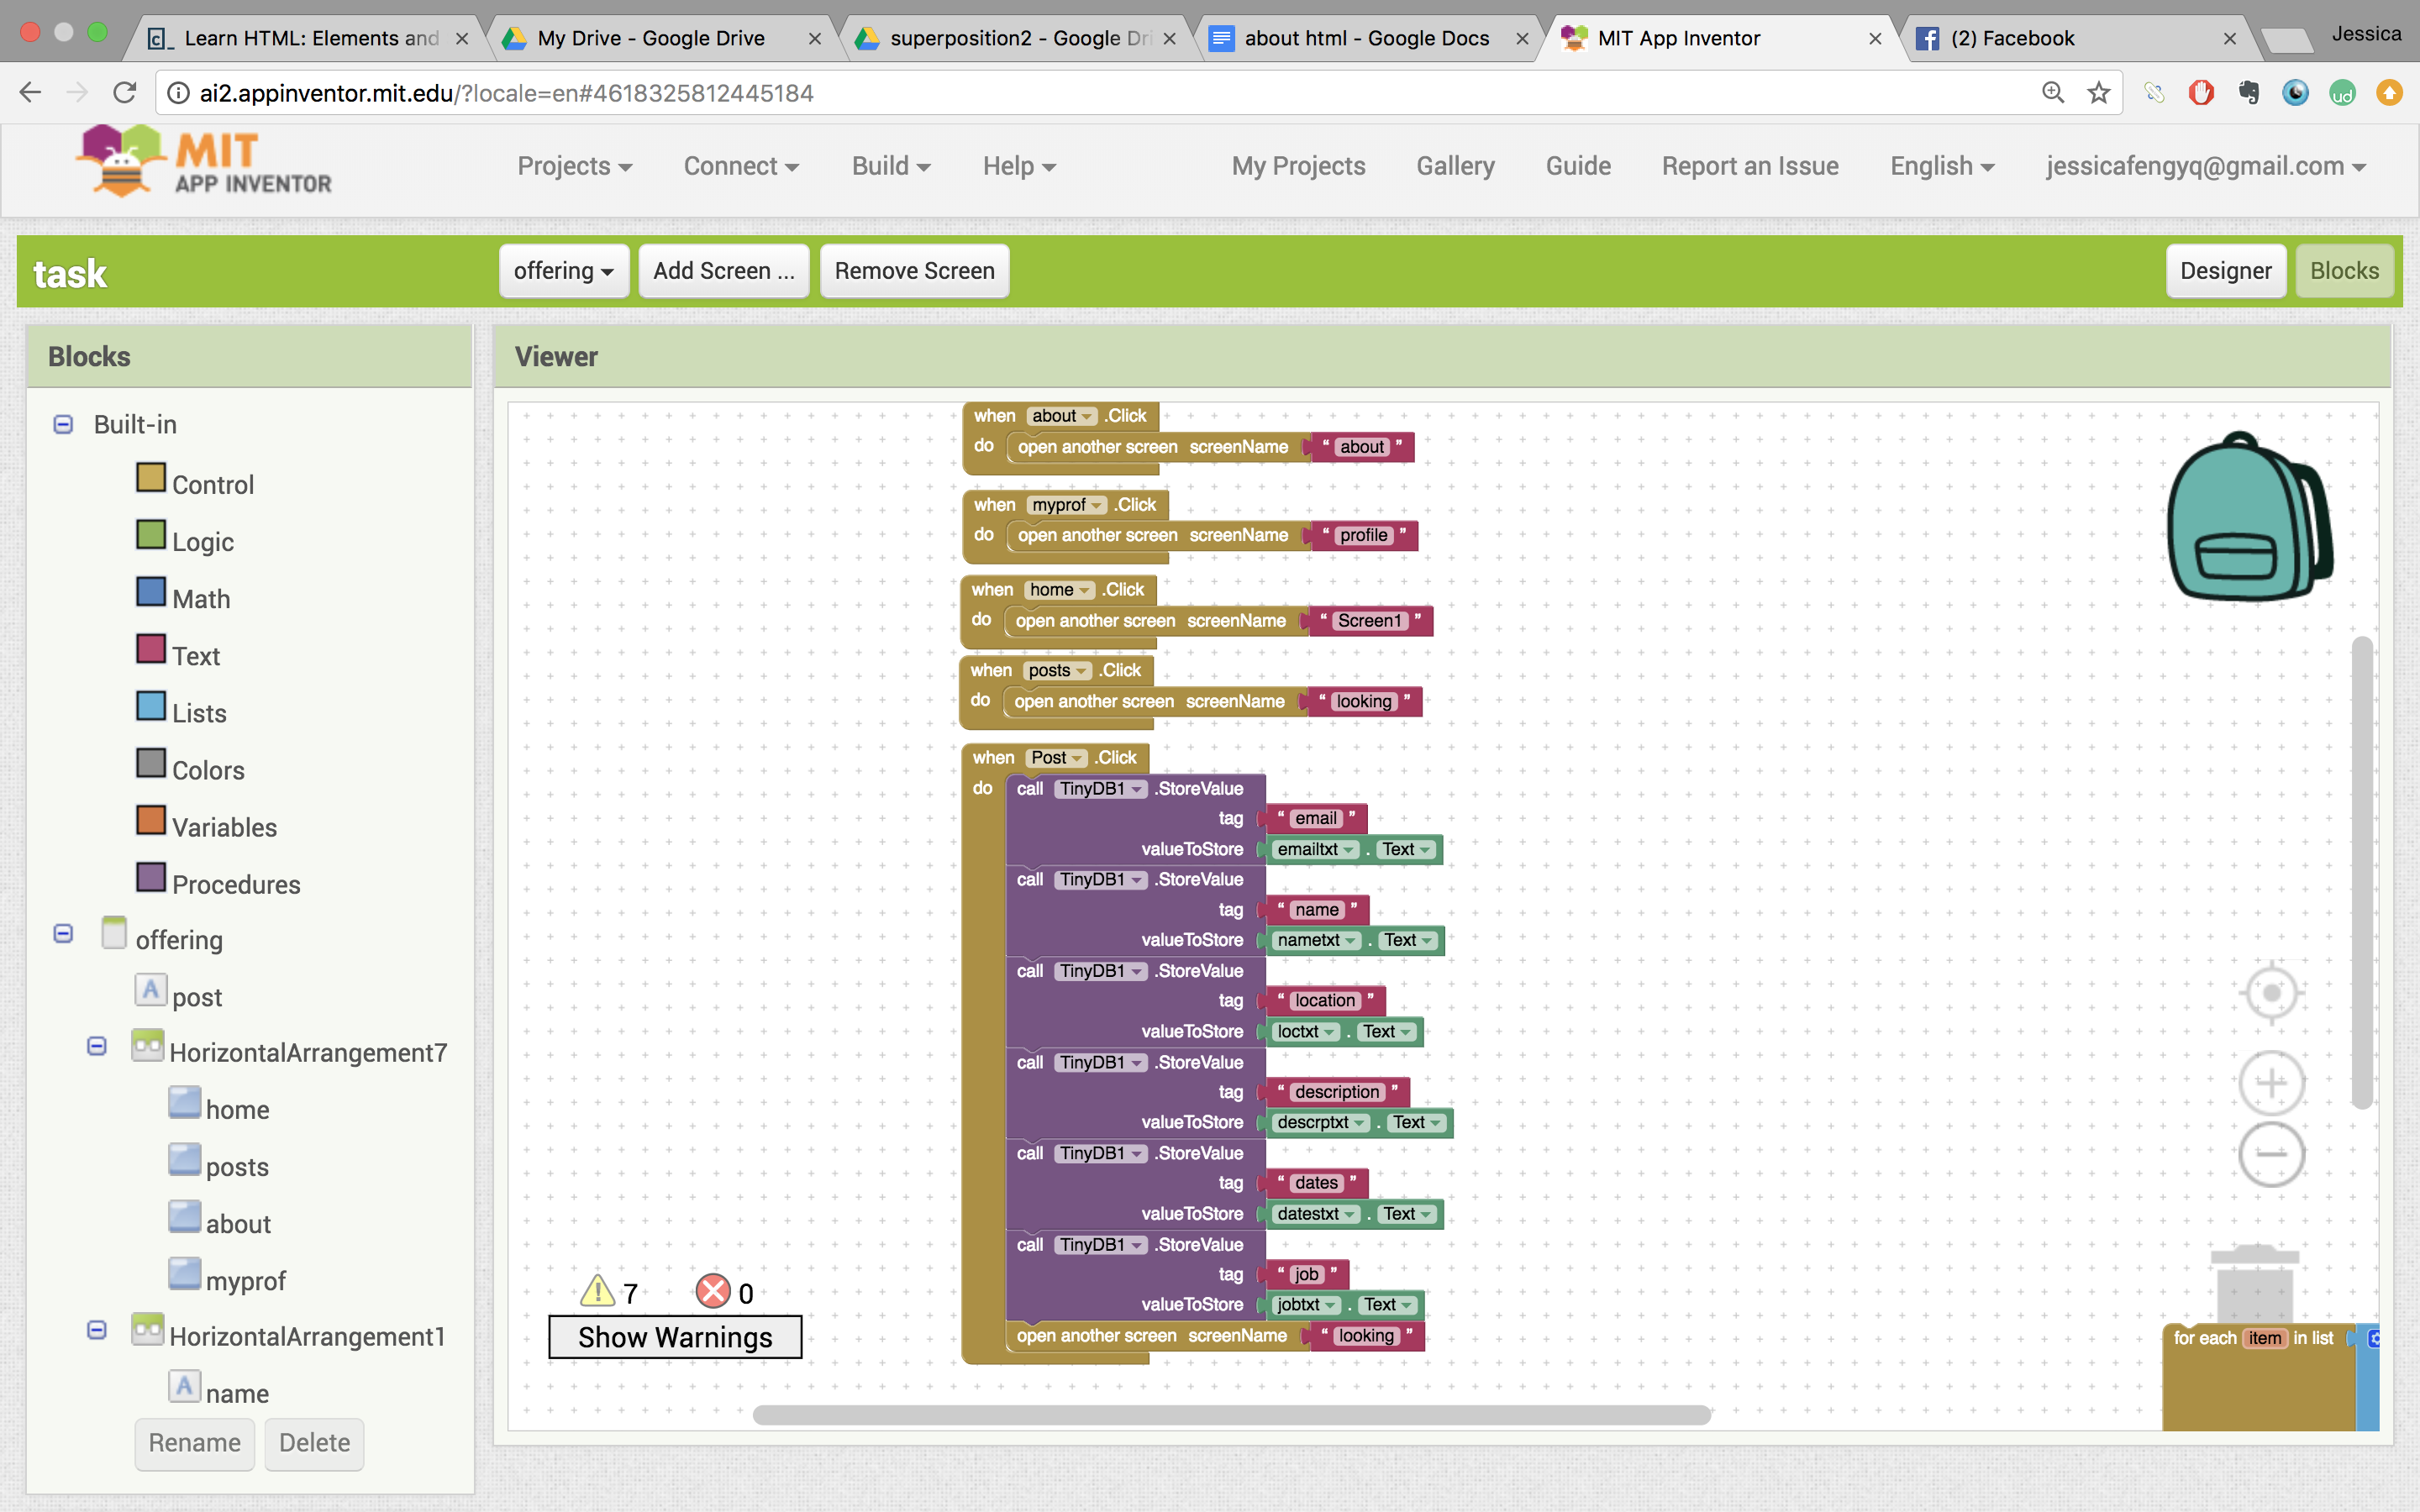 Learn HTML: Elements and
My Drive - Google Drive
superposition2 - Google Dri
about html - Google Docs
MIT App Inventor
(2) Facebook
Jessica
ai2.appinventor.mit.edu/?locale=en#4618325812445184
ud
MIT
APP INVENTOR
Projects
Connect
Build
Help
My Projects
Gallery
Guide
Report an Issue
English
jessicafengyq@gmail.com
task
offering
Add Screen ...
Remove Screen
Designer
Blocks
Blocks
Built-in
Control
Logic
Math
Text
Lists
Colors
Variables
Procedures
offering
post
HorizontalArrangement7
home
posts
about
myprof
HorizontalArrangement1
name
Rename
Delete
Viewer
when about .Click
do open another screen screenName “ about ”
when myprof .Click
do open another screen screenName “ profile ”
when home .Click
do open another screen screenName “ Screen1 ”
when posts .Click
do open another screen screenName “ looking ”
when Post .Click
do call TinyDB1 .StoreValue
tag “ email ”
valueToStore emailtxt . Text
call TinyDB1 .StoreValue
tag “ name ”
valueToStore nametxt . Text
call TinyDB1 .StoreValue
tag “ location ”
valueToStore loctxt . Text
call TinyDB1 .StoreValue
tag “ description ”
valueToStore descrptxt . Text
call TinyDB1 .StoreValue
tag “ dates ”
valueToStore datestxt . Text
call TinyDB1 .StoreValue
tag “ job ”
valueToStore jobtxt . Text
open another screen screenName “ looking ”
7 0
Show Warnings
for each item in list